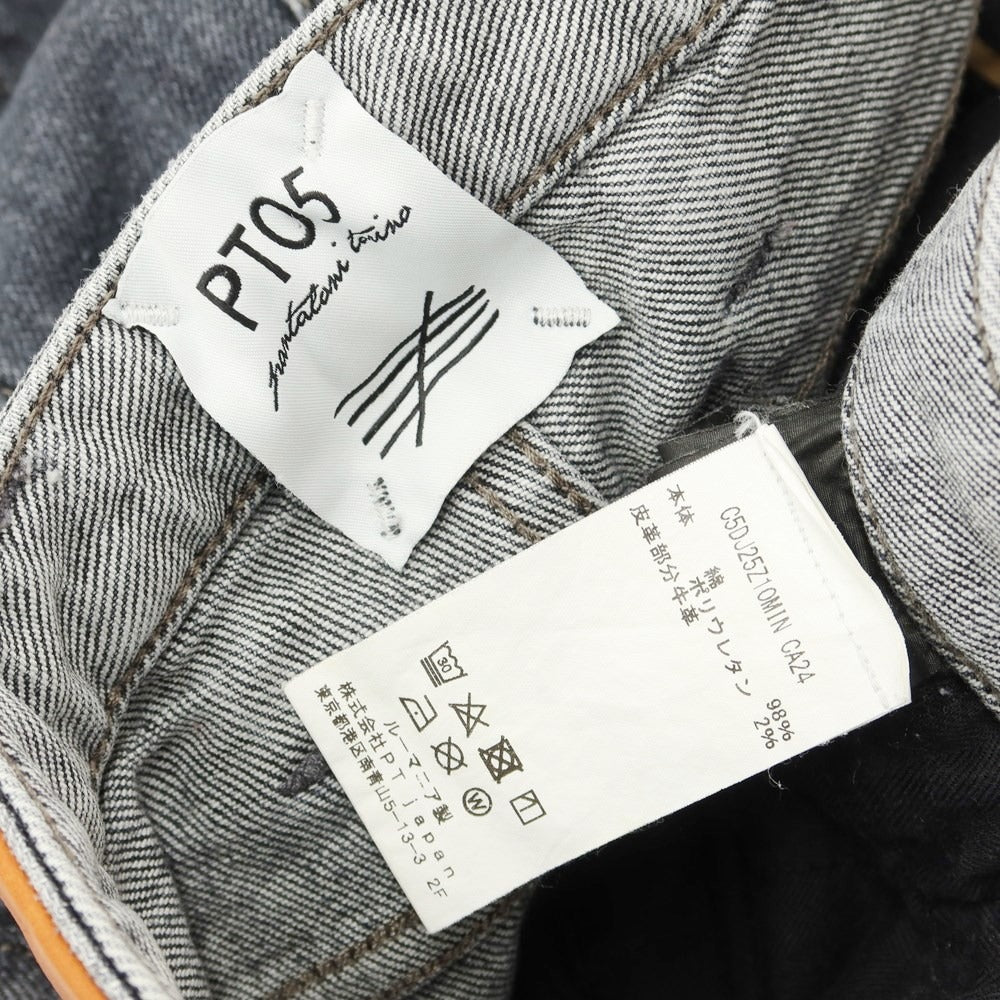 PT05
pantaloni torino
C5DJ25Z10MIN CA24
本体 綿 98%
ポリウレタン 2%
皮革部分牛革
30
W
ルーマニア製
株式会社PT japan
東京都港区南青山5-13-3 2F